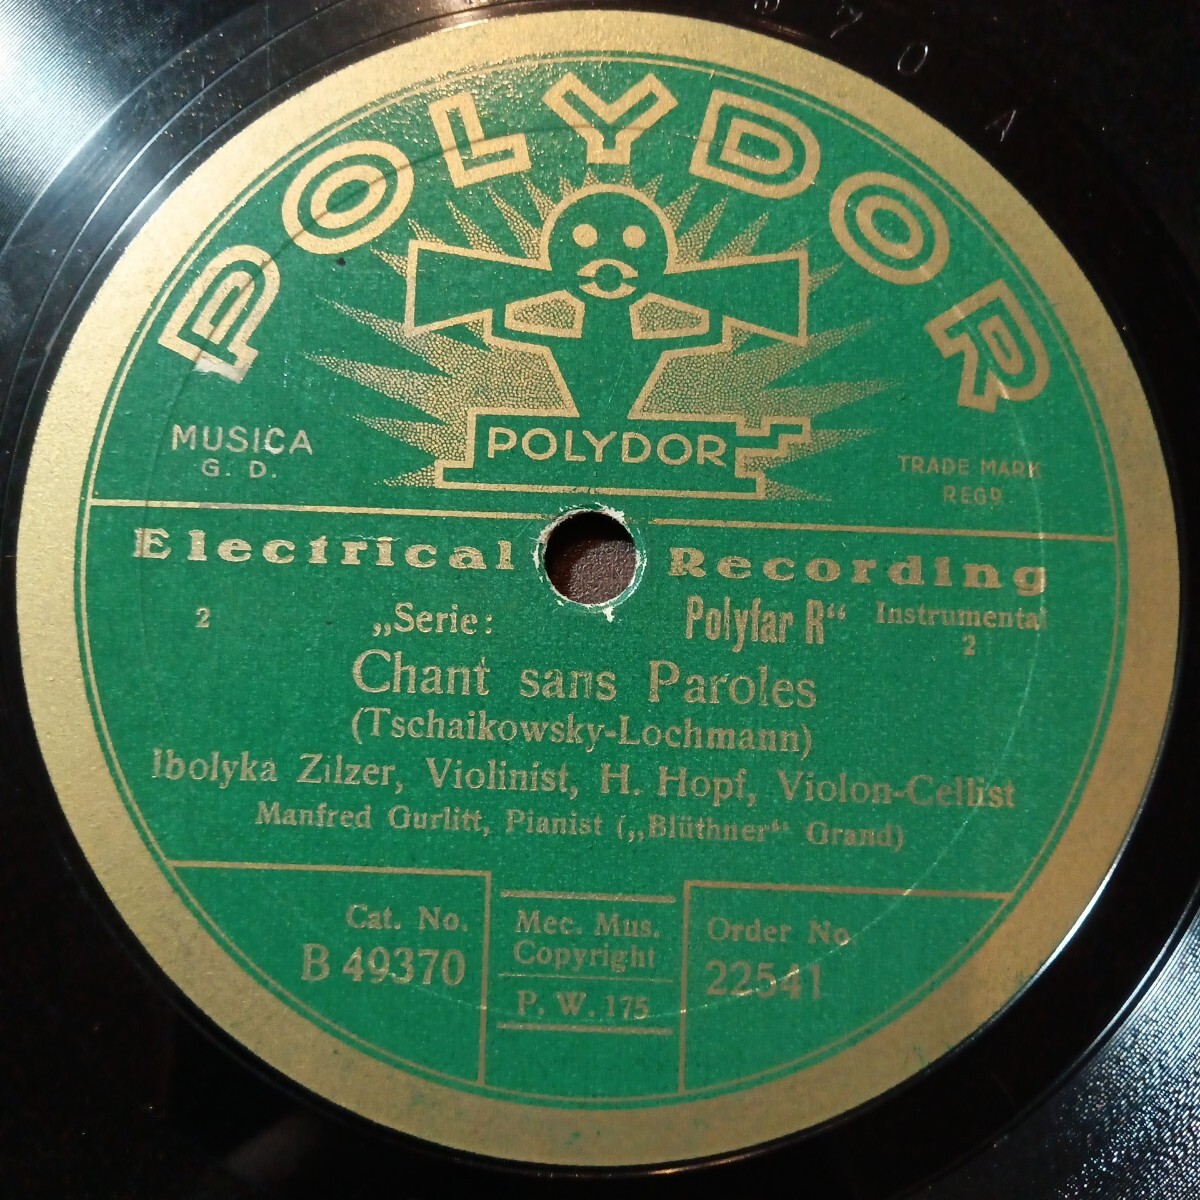 370 A
POLYDOR
POLYDOR
MUSICA
G. D.
TRADE MARK
REGD.
Electrical Recording
2 „Serie: Polyfar R“ Instrumental
2
Chant sans Paroles
(Tschaikowsky-Lochmann)
Ibolyka Zilzer, Violinist, H. Hopf, Violon-Cellist
Manfred Gurlitt, Pianist („Blüthner“ Grand)
Cat. No.
B 49370
Mec. Mus.
Copyright
P. W. 175
Order No.
22541